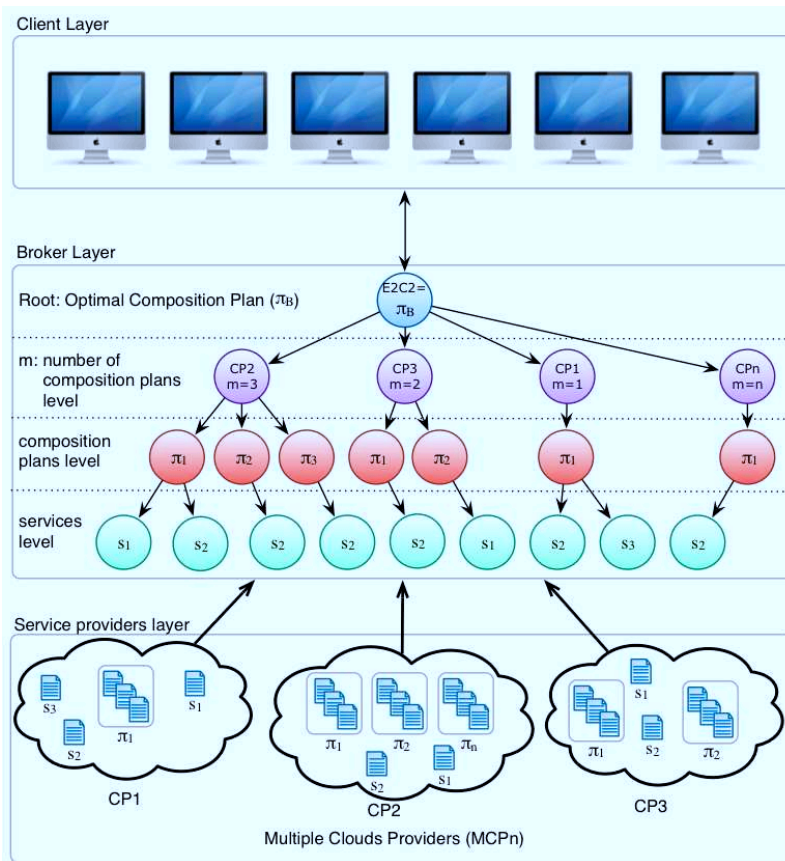 Client Layer
Broker Layer
E2C2=
πB
Root: Optimal Composition Plan (πB)
m: number of
composition plans
level
CP2
m=3
CP3
m=2
CP1
m=1
CPn
m=n
composition
plans level
π1 π2 π3 π1 π2 π1 π1
services
level
s1 s2 s2 s2 s2 s1 s2 s3 s2
Service providers layer
s3 s2 π1 s1
CP1
π1 π2 πn
s2 s1
CP2
s1
π1 s2 π2
CP3
Multiple Clouds Providers (MCPn)